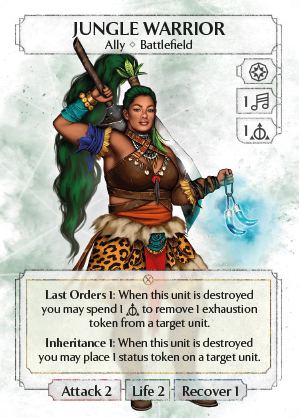 JUNGLE WARRIOR
Ally ◇ Battlefield
1
1
Last Orders 1: When this unit is destroyed
you may spend 1 , to remove 1 exhaustion
token from a target unit.
Inheritance 1: When this unit is destroyed
you may place 1 status token on a target unit.
Attack 2 Life 2 Recover 1